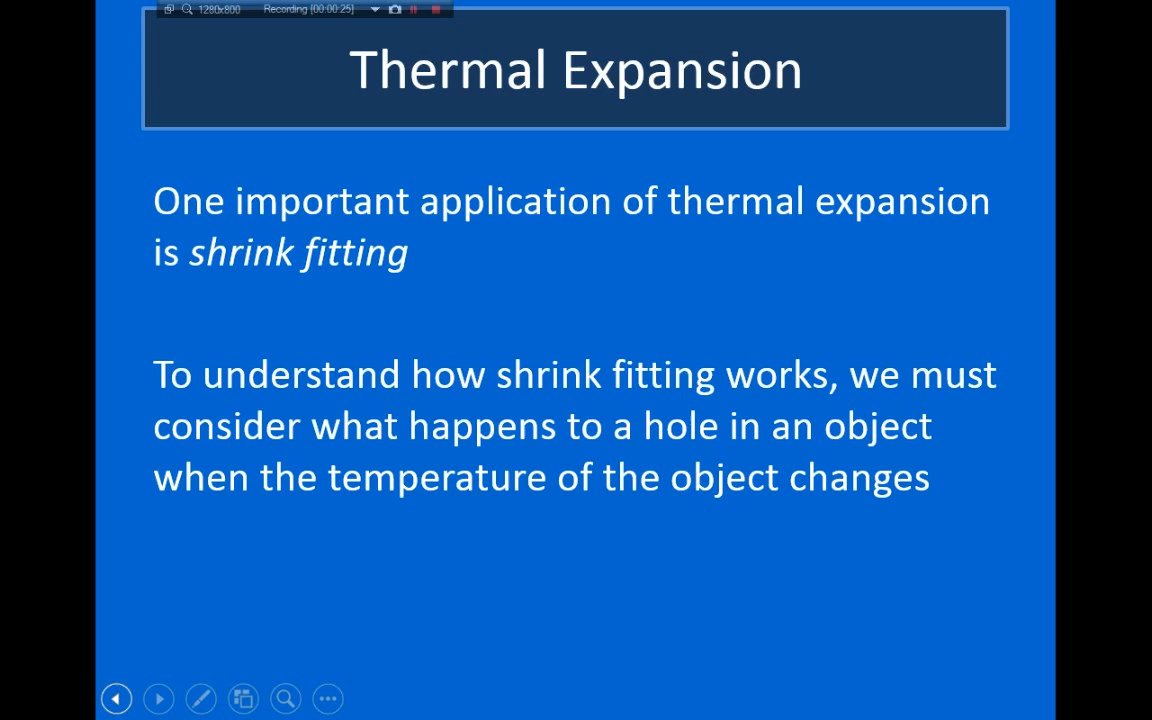 1280x800 Recording [00:00:25]
Thermal Expansion
One important application of thermal expansion
is shrink fitting
To understand how shrink fitting works, we must
consider what happens to a hole in an object
when the temperature of the object changes